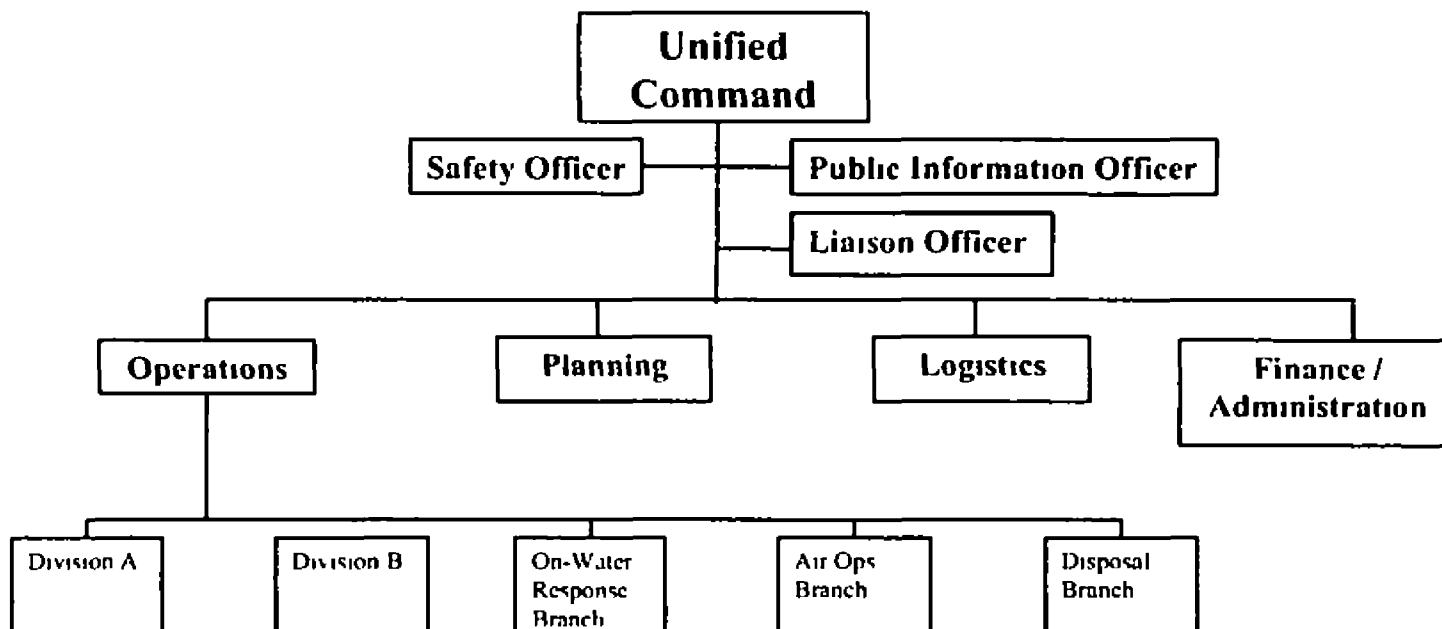 Unified
Command
Safety Officer
Public Information Officer
Liaison Officer
Operations
Planning
Logistics
Finance /
Administration
Division A
Division B
On-Water
Response
Branch
Air Ops
Branch
Disposal
Branch